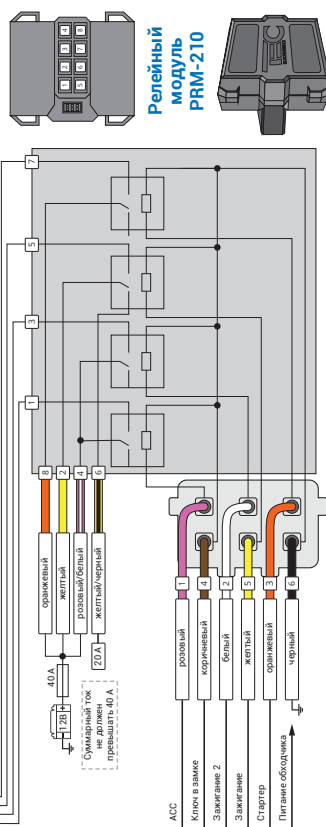 Релейный
модуль
PRM-210
4
8
3
7
2
6
1
5
7
5
3
1
8
2
4
6
оранжевый
желтый
розовый/белый
желтый/черный
40 А
20 А
12В +
Суммарный ток
не должен
превышать 40 А
ACC
розовый
1
Ключ в замке
коричневый
4
Зажигание 2
белый
2
Зажигание
желтый
5
Стартер
оранжевый
3
Питание обходчика
черный
6